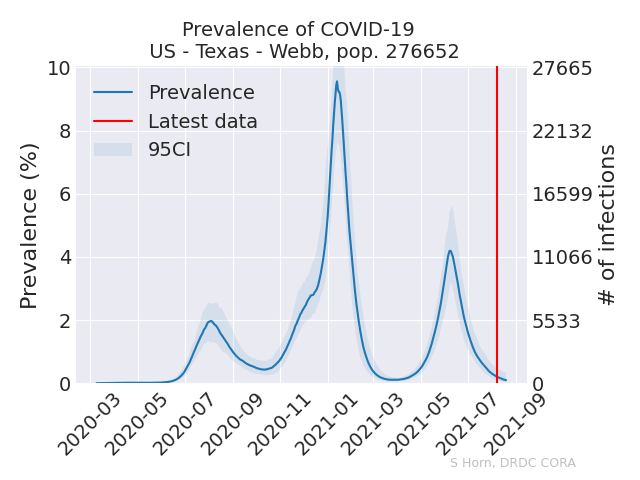 Prevalence of COVID-19
US - Texas - Webb, pop. 276652
Prevalence
Latest data
95CI
Prevalence (%)
10
8
6
4
2
0
27665
22132
16599
11066
5533
0
# of infections
2020-03
2020-05
2020-07
2020-09
2020-11
2021-01
2021-03
2021-05
2021-07
2021-09
S Horn, DRDC CORA